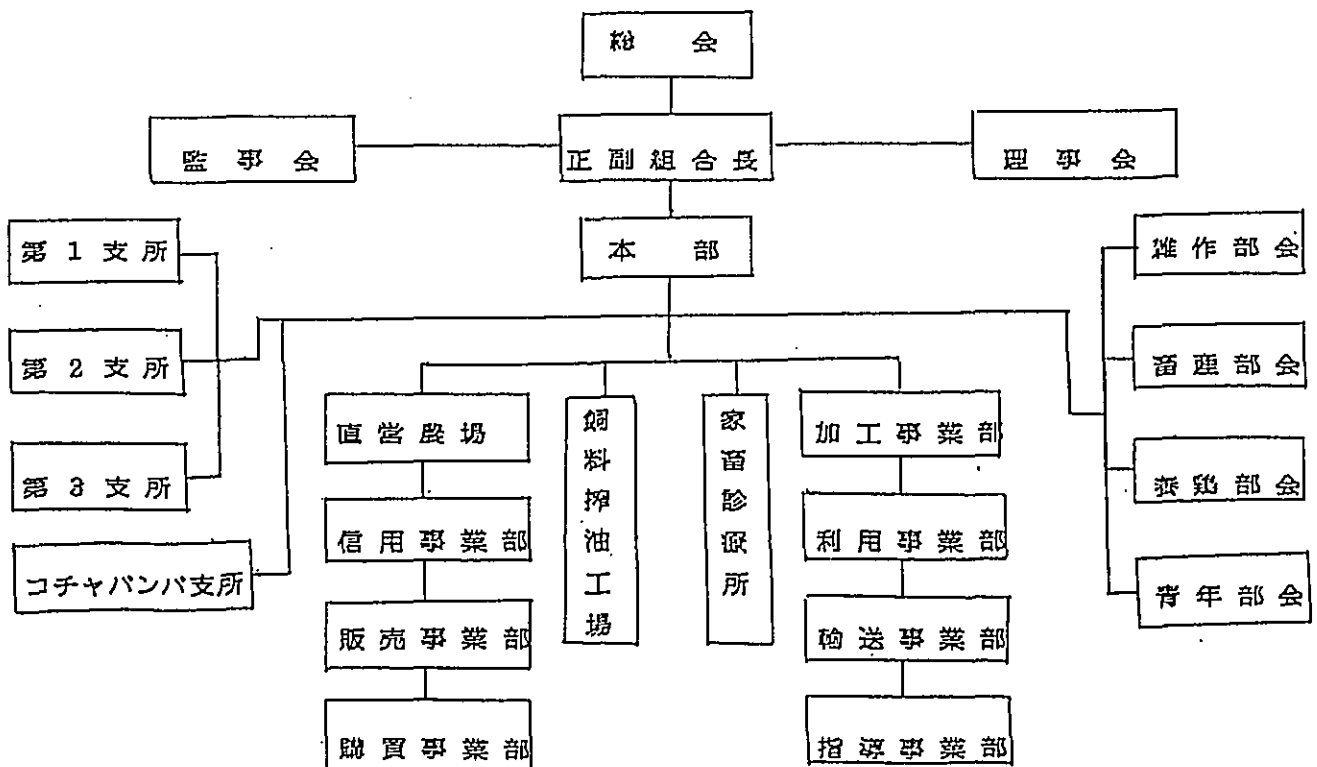 総会
監事会
正副組合長
理事会
本部
第1支所
第2支所
第3支所
コチャバンバ支所
直営農場
信用事業部
販売事業部
購買事業部
飼料搾油工場
家畜診療所
加工事業部
利用事業部
輸送事業部
指導事業部
雑作部会
畜産部会
養鶏部会
青年部会